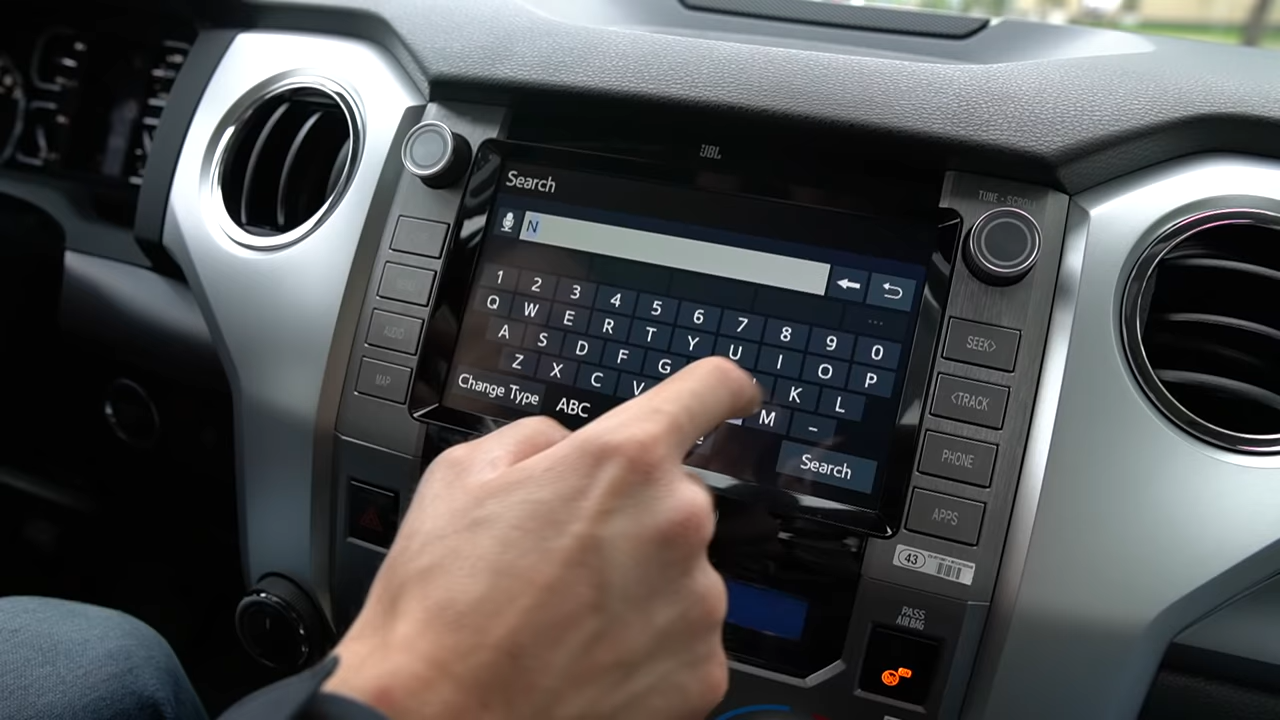 JBL
Search
TUNE • SCROLL
N
1 2 3 4 5 6 7 8 9 0
Q W E R T Y U I O P
A S D F G K L
Z X C V M -
Change Type
ABC
Search
AUDIO
MAP
SEEK>
<TRACK
PHONE
APPS
43
PASS
AIR BAG